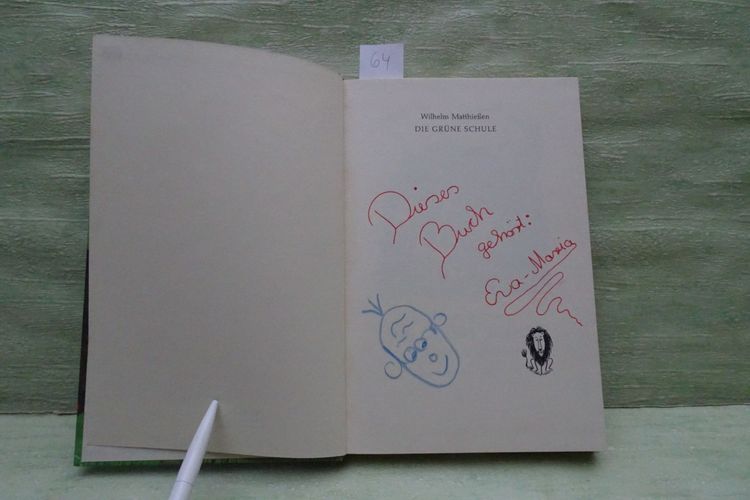 64
Wilhelm Matthießen
DIE GRÜNE SCHULE
Dieses
Buch
gehört:
Eva-Maria